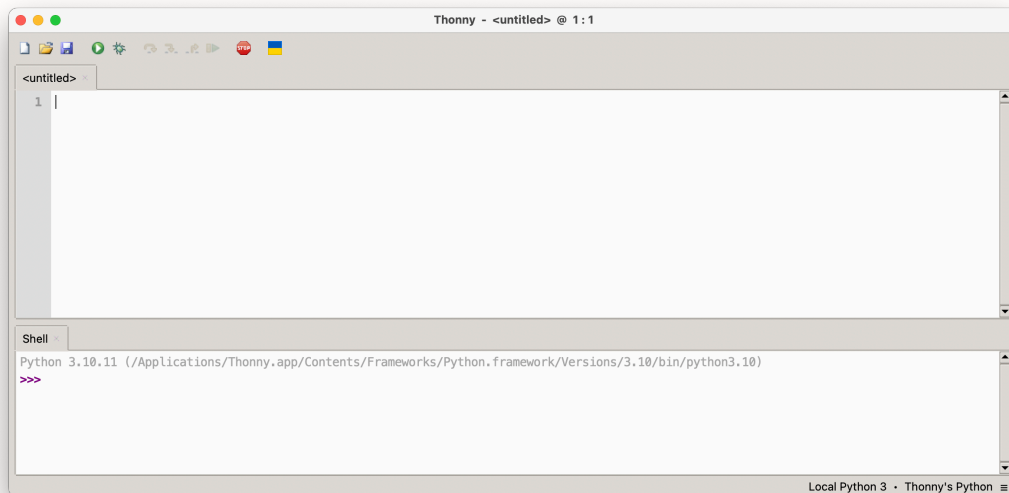 Thonny - <untitled> @ 1:1
STOP
<untitled> ×
1
Shell ×
Python 3.10.11 (/Applications/Thonny.app/Contents/Frameworks/Python.framework/Versions/3.10/bin/python3.10)
>>>
Local Python 3 • Thonny's Python ≡